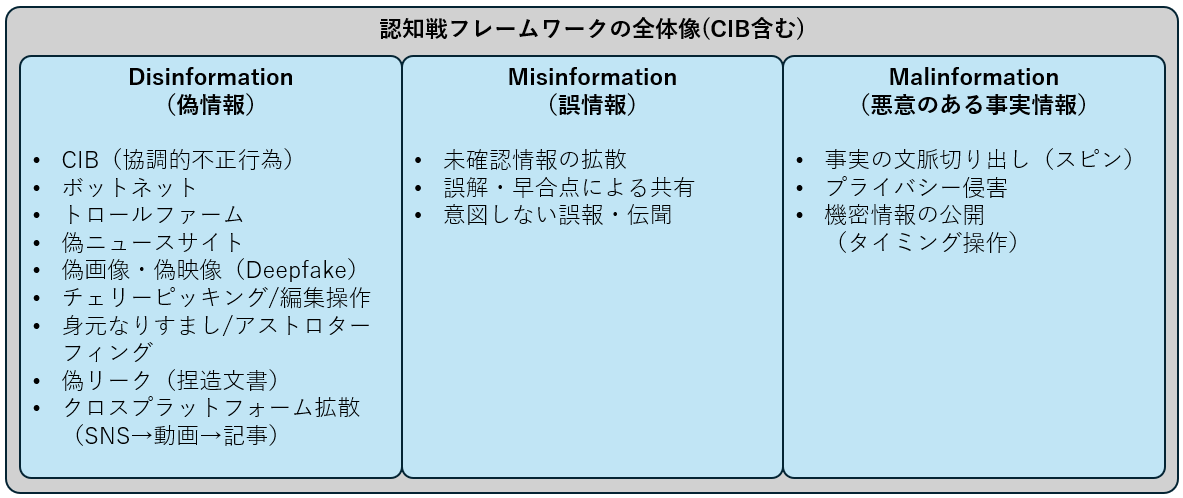 認知戦フレームワークの全体像(CIB含む)
Disinformation
（偽情報）
• CIB（協調的不正行為）
• ボットネット
• トロールファーム
• 偽ニュースサイト
• 偽画像・偽映像（Deepfake）
• チェリーピッキング/編集操作
• 身元なりすまし/アストロター
フィング
• 偽リーク（捏造文書）
• クロスプラットフォーム拡散
（SNS→動画→記事）
Misinformation
（誤情報）
• 未確認情報の拡散
• 誤解・早合点による共有
• 意図しない誤報・伝聞
Malinformation
（悪意のある事実情報）
• 事実の文脈切り出し（スピン）
• プライバシー侵害
• 機密情報の公開
（タイミング操作）